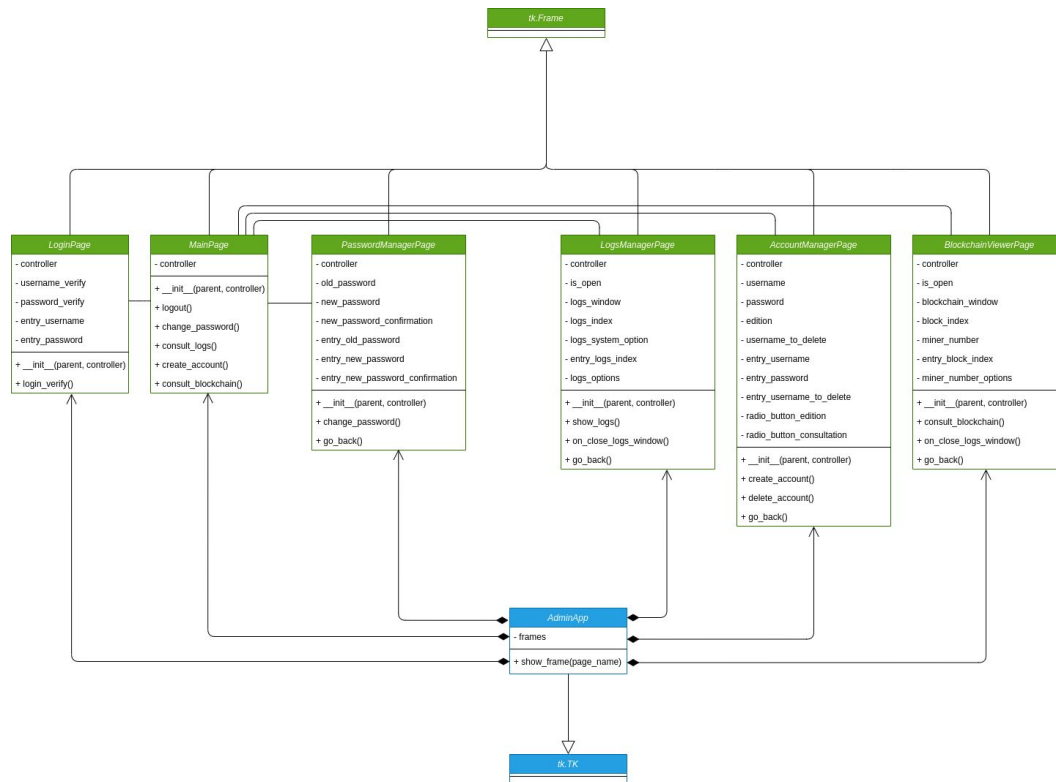 tk.Frame
LoginPage
- controller
- username_verify
- password_verify
- entry_username
- entry_password
+ __init__(parent, controller)
+ login_verify()
MainPage
- controller
+ __init__(parent, controller)
+ logout()
+ change_password()
+ consult_logs()
+ create_account()
+ consult_blockchain()
PasswordManagerPage
- controller
- old_password
- new_password
- new_password_confirmation
- entry_old_password
- entry_new_password
- entry_new_password_confirmation
+ __init__(parent, controller)
+ change_password()
+ go_back()
LogsManagerPage
- controller
- is_open
- logs_window
- logs_index
- logs_system_option
- entry_logs_index
- logs_options
+ __init__(parent, controller)
+ show_logs()
+ on_close_logs_window()
+ go_back()
AccountManagerPage
- controller
- username
- password
- edition
- username_to_delete
- entry_username
- entry_password
- entry_username_to_delete
- radio_button_edition
- radio_button_consultation
+ __init__(parent, controller)
+ create_account()
+ delete_account()
+ go_back()
BlockchainViewerPage
- controller
- is_open
- blockchain_window
- block_index
- miner_number
- entry_block_index
- miner_number_options
+ __init__(parent, controller)
+ consult_blockchain()
+ on_close_logs_window()
+ go_back()
AdminApp
- frames
+ show_frame(page_name)
tk.TK